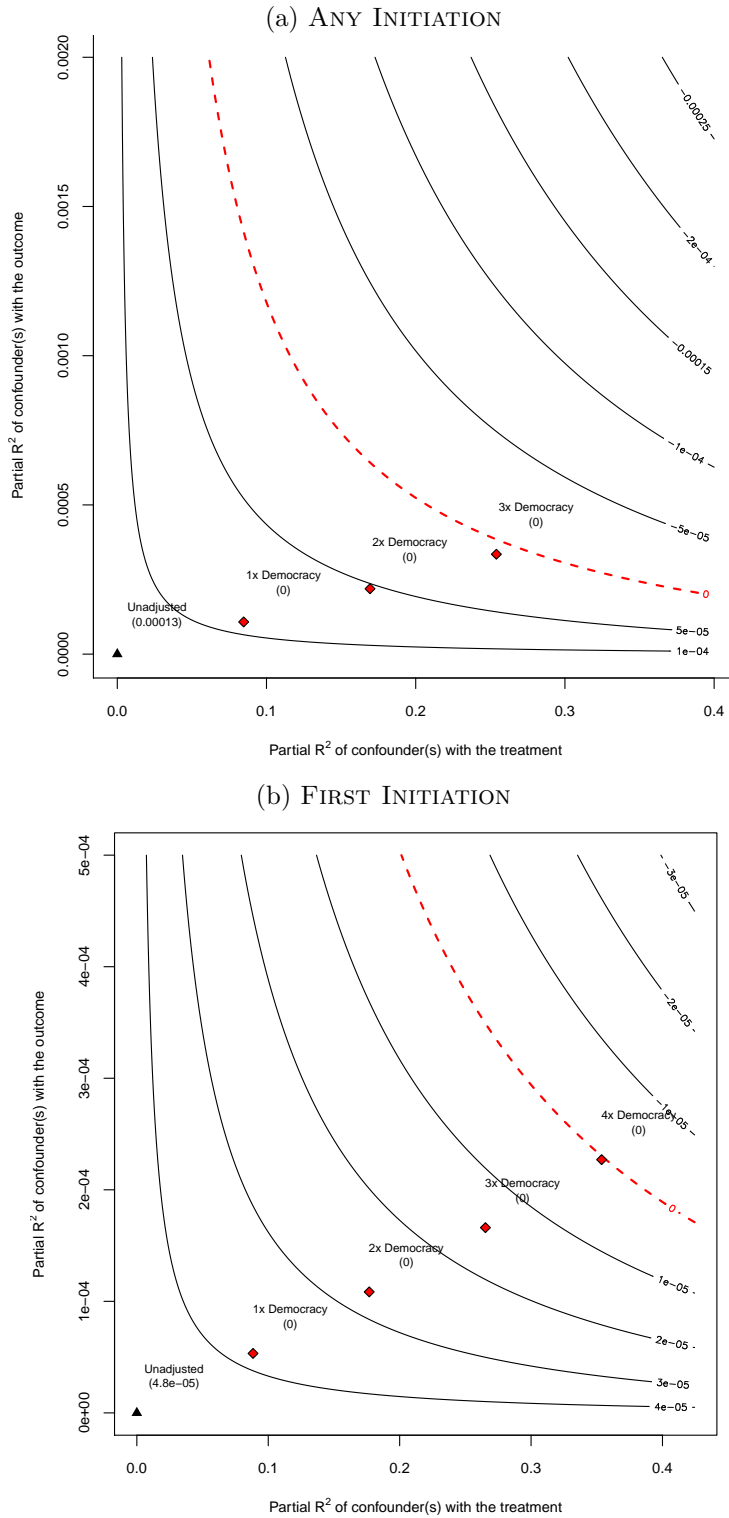 (a) Any Initiation
0.0020
0.0015
0.0010
0.0005
0.0000
Partial R² of confounder(s) with the outcome
−0.00025
−2e−04
−0.00015
−1e−04
−5e−05
0
5e−05
1e−04
3x Democracy
(0)
2x Democracy
(0)
1x Democracy
(0)
Unadjusted
(0.00013)
0.0 0.1 0.2 0.3 0.4
Partial R² of confounder(s) with the treatment
(b) First Initiation
5e−04
4e−04
3e−04
2e−04
1e−04
0e+00
Partial R² of confounder(s) with the outcome
−3e−05
−2e−05
−1e−05
0
1e−05
2e−05
3e−05
4e−05
4x Democracy
(0)
3x Democracy
(0)
2x Democracy
(0)
1x Democracy
(0)
Unadjusted
(4.8e−05)
0.0 0.1 0.2 0.3 0.4
Partial R² of confounder(s) with the treatment